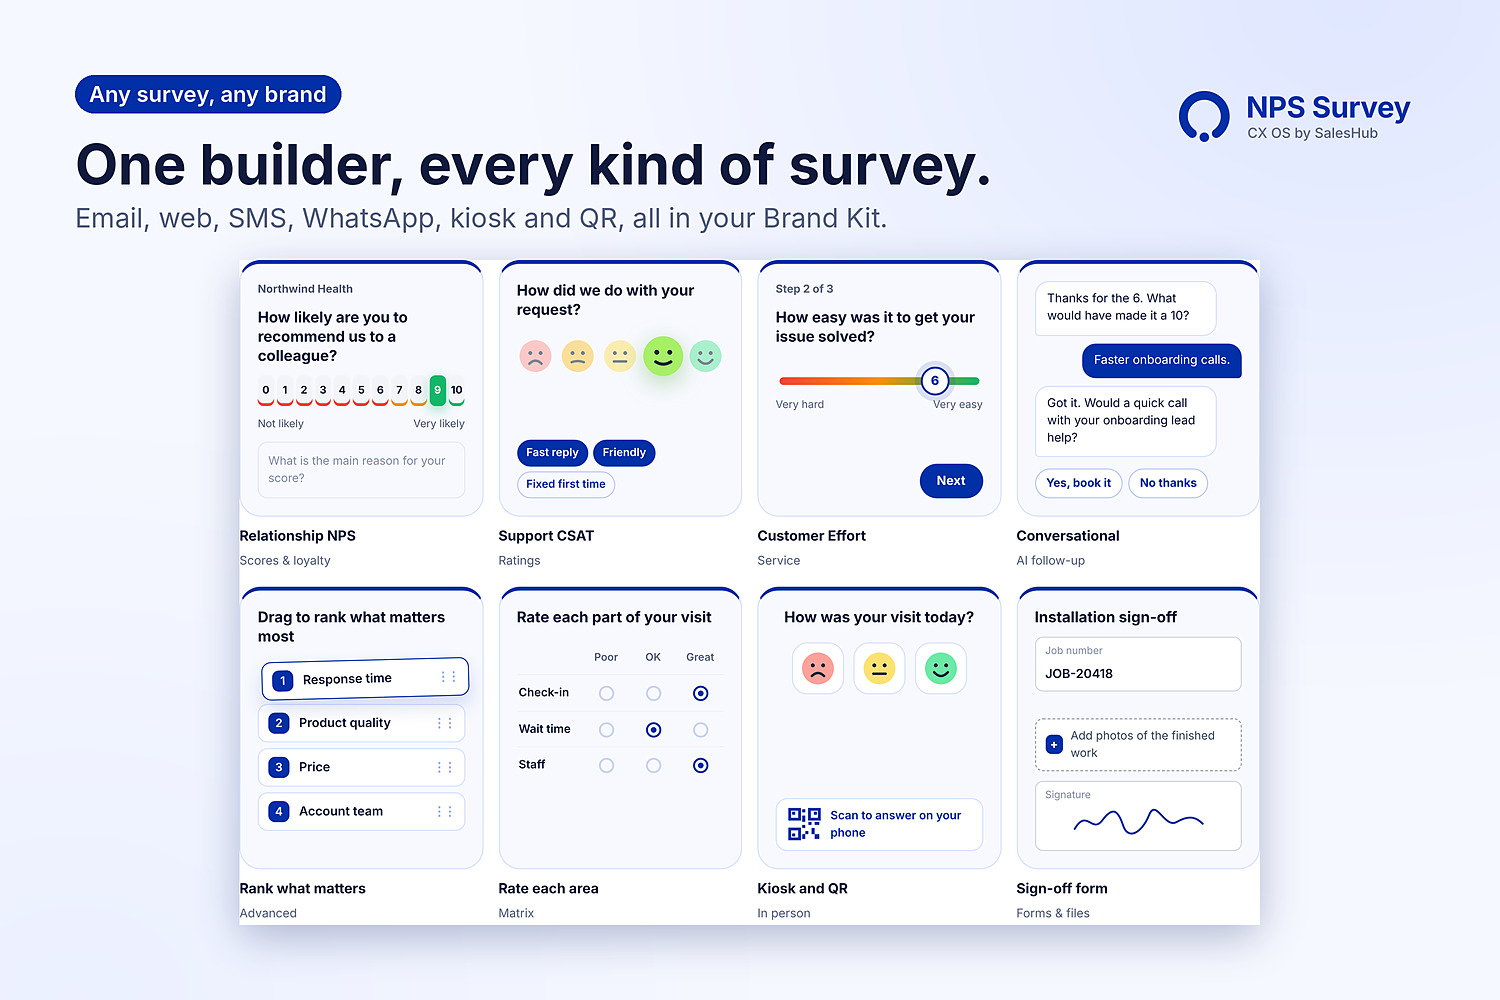 Any survey, any brand
NPS Survey
CX OS by SalesHub
One builder, every kind of survey.
Email, web, SMS, WhatsApp, kiosk and QR, all in your Brand Kit.
Northwind Health
How likely are you to
recommend us to a
colleague?
0 1 2 3 4 5 6 7 8 9 10
Not likely Very likely
What is the main reason for your
score?
Relationship NPS
Scores & loyalty
How did we do with your
request?
Fast reply Friendly
Fixed first time
Support CSAT
Ratings
Step 2 of 3
How easy was it to get your
issue solved?
6
Very hard Very easy
Next
Customer Effort
Service
Thanks for the 6. What
would have made it a 10?
Faster onboarding calls.
Got it. Would a quick call
with your onboarding lead
help?
Yes, book it No thanks
Conversational
AI follow-up
Drag to rank what matters
most
1 Response time
2 Product quality
3 Price
4 Account team
Rank what matters
Advanced
Rate each part of your visit
Poor OK Great
Check-in
Wait time
Staff
Rate each area
Matrix
How was your visit today?
Scan to answer on your
phone
Kiosk and QR
In person
Installation sign-off
Job number
JOB-20418
+ Add photos of the finished
work
Signature
Sign-off form
Forms & files